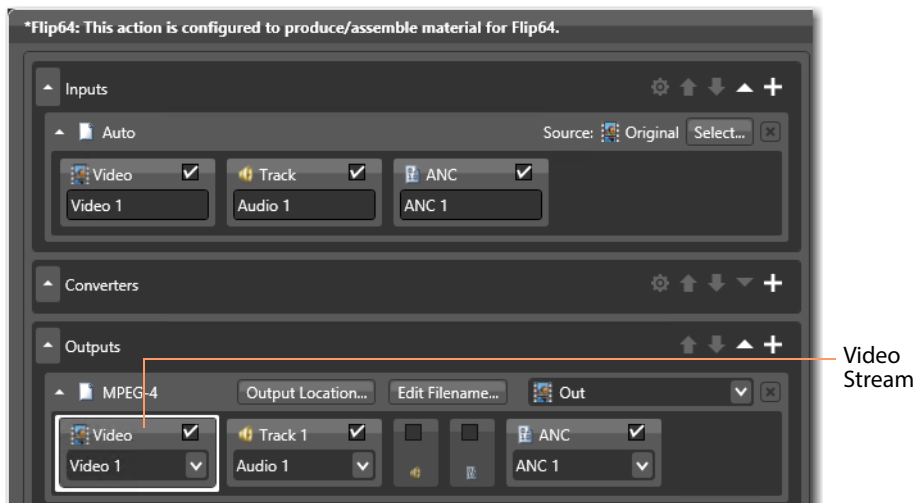 *Flip64: This action is configured to produce/assemble material for Flip64.
Inputs
Auto
Source: Original Select...
Video Track ANC
Video 1 Audio 1 ANC 1
Converters
Outputs
MPEG-4 Output Location... Edit Filename... Out
Video Track 1 ANC
Video 1 Audio 1 ANC 1
Video
Stream